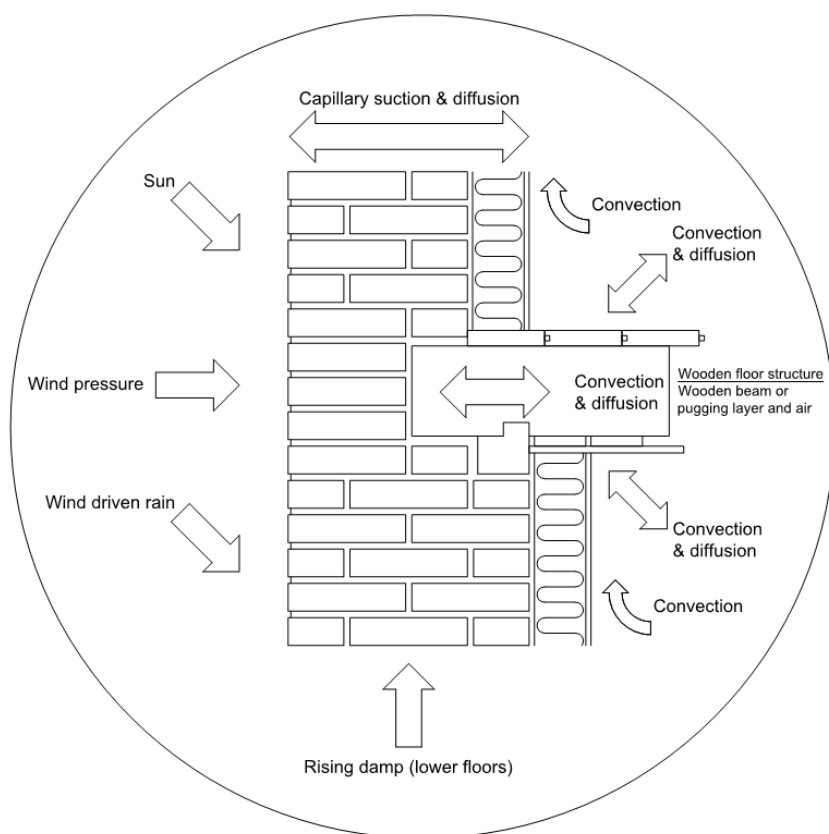 Capillary suction & diffusion
Sun
Convection
Convection
& diffusion
Wind pressure
Convection
& diffusion
Wooden floor structure
Wooden beam or
pugging layer and air
Wind driven rain
Convection
& diffusion
Convection
Rising damp (lower floors)